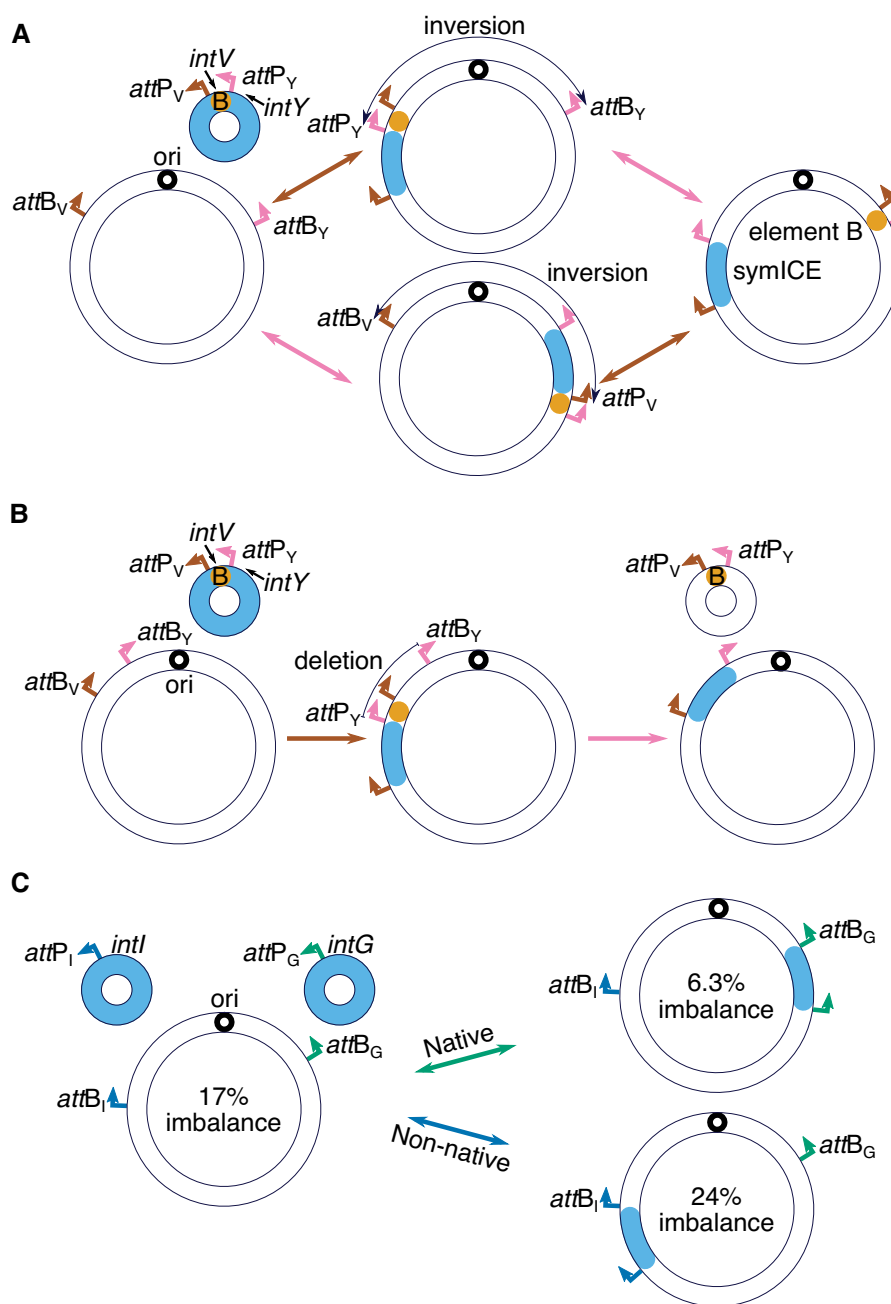 A
inversion
intV
attPV
attPY
B
intY
ori
attBV
attBY
attPY
attBY
element B
symICE
inversion
attBV
attPV
B
intV
attPV
attPY
B
intY
attBY
attBV
ori
deletion
attBY
attPY
attPV
attPY
B
C
attPI
intI
attPG
intG
ori
attBG
attBI
17%
imbalance
Native
Non-native
attBG
attBI
6.3%
imbalance
attBG
attBI
24%
imbalance